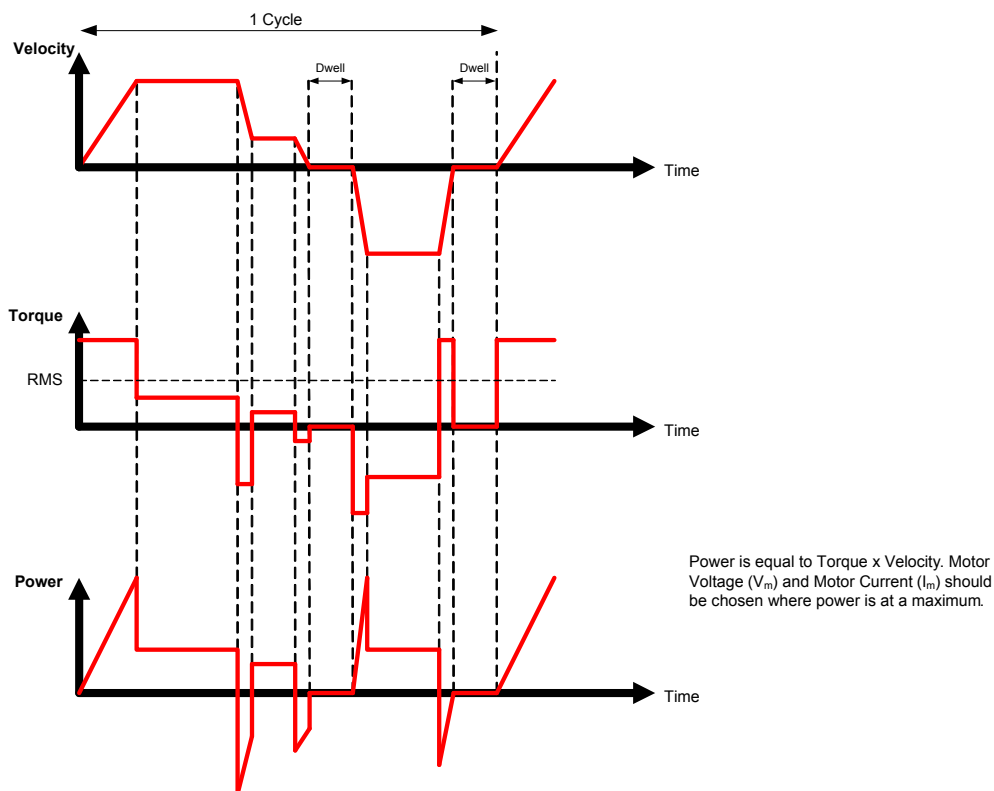 1 Cycle
Velocity
Dwell
Dwell
Time
Torque
RMS
Time
Power is equal to Torque x Velocity. Motor
Voltage (Vm) and Motor Current (Im) should
be chosen where power is at a maximum.
Power
Time